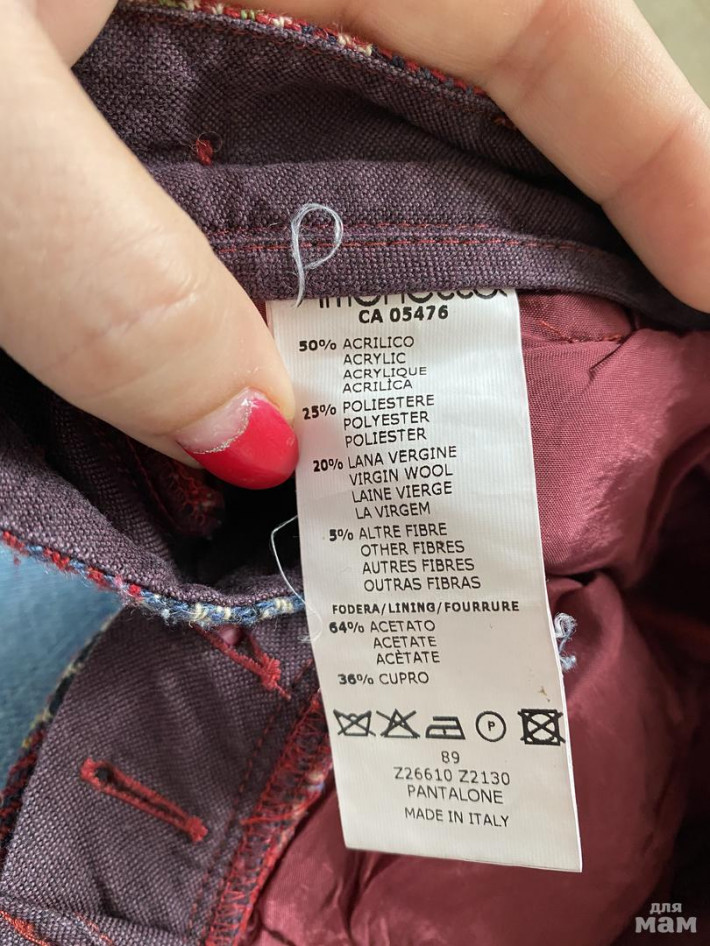 CA 05476
50% ACRILICO
ACRYLIC
ACRYLIQUE
ACRILÌCA
25% POLIESTERE
POLYESTER
POLIESTER
20% LANA VERGINE
VIRGIN WOOL
LAINE VIERGE
LA VIRGEM
5% ALTRE FIBRE
OTHER FIBRES
AUTRES FIBRES
OUTRAS FIBRAS
FODERA/LINING/FOURRURE
64% ACETATO
ACETATE
ACÈTATE
36% CUPRO
P
89
Z26610 Z2130
PANTALONE
MADE IN ITALY
для
мам